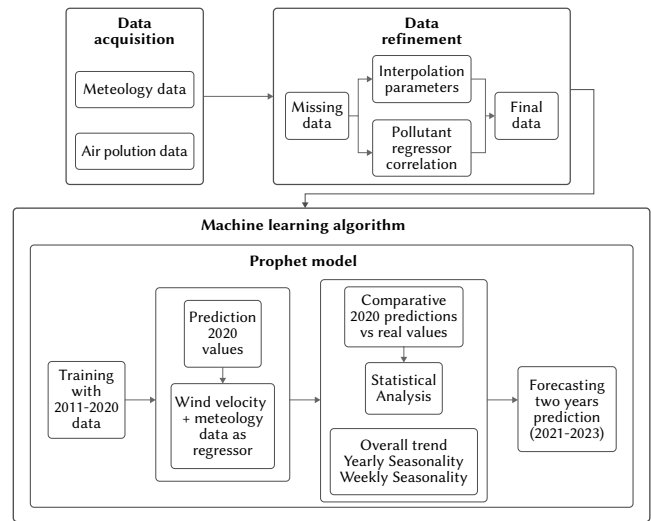 Data
acquisition
Meteology data
Air polution data
Data
refinement
Missing
data
Interpolation
parameters
Pollutant
regressor
correlation
Final
data
Machine learning algorithm
Prophet model
Training
with
2011-2020
data
Prediction
2020
values
Wind velocity
+ meteology
data as
regressor
Comparative
2020 predictions
vs real values
Statistical
Analysis
Overall trend
Yearly Seasonality
Weekly Seasonality
Forecasting
two years
prediction
(2021-2023)